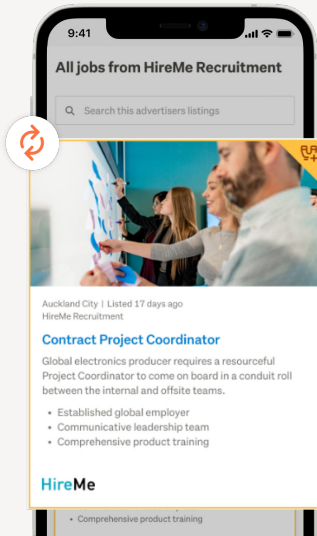 9:41
All jobs from HireMe Recruitment
Search this advertisers listings
Auckland City | Listed 17 days ago
HireMe Recruitment
Contract Project Coordinator
Global electronics producer requires a resourceful
Project Coordinator to come on board in a conduit roll
between the internal and offsite teams.
• Established global employer
• Communicative leadership team
• Comprehensive product training
HireMe
• Comprehensive product training